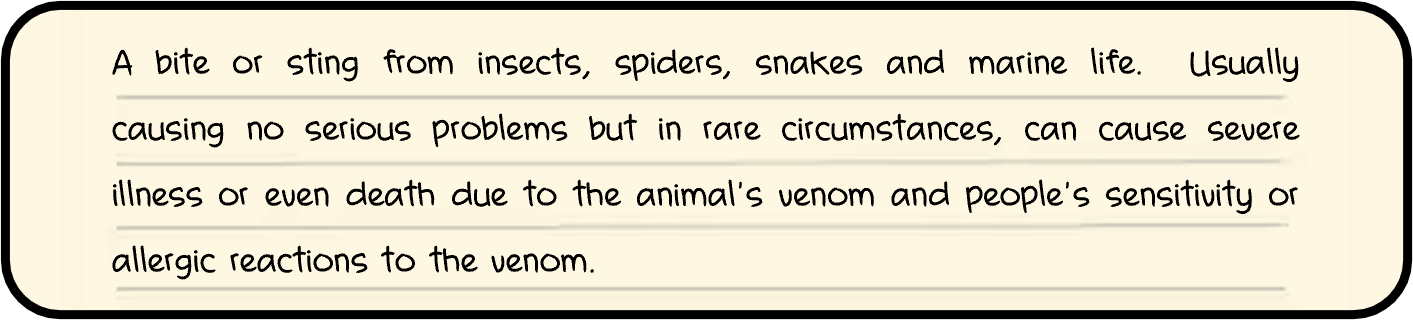 A bite or sting from insects, spiders, snakes and marine life.  Usually
causing no serious problems but in rare circumstances, can cause severe
illness or even death due to the animal's venom and people's sensitivity or
allergic reactions to the venom.